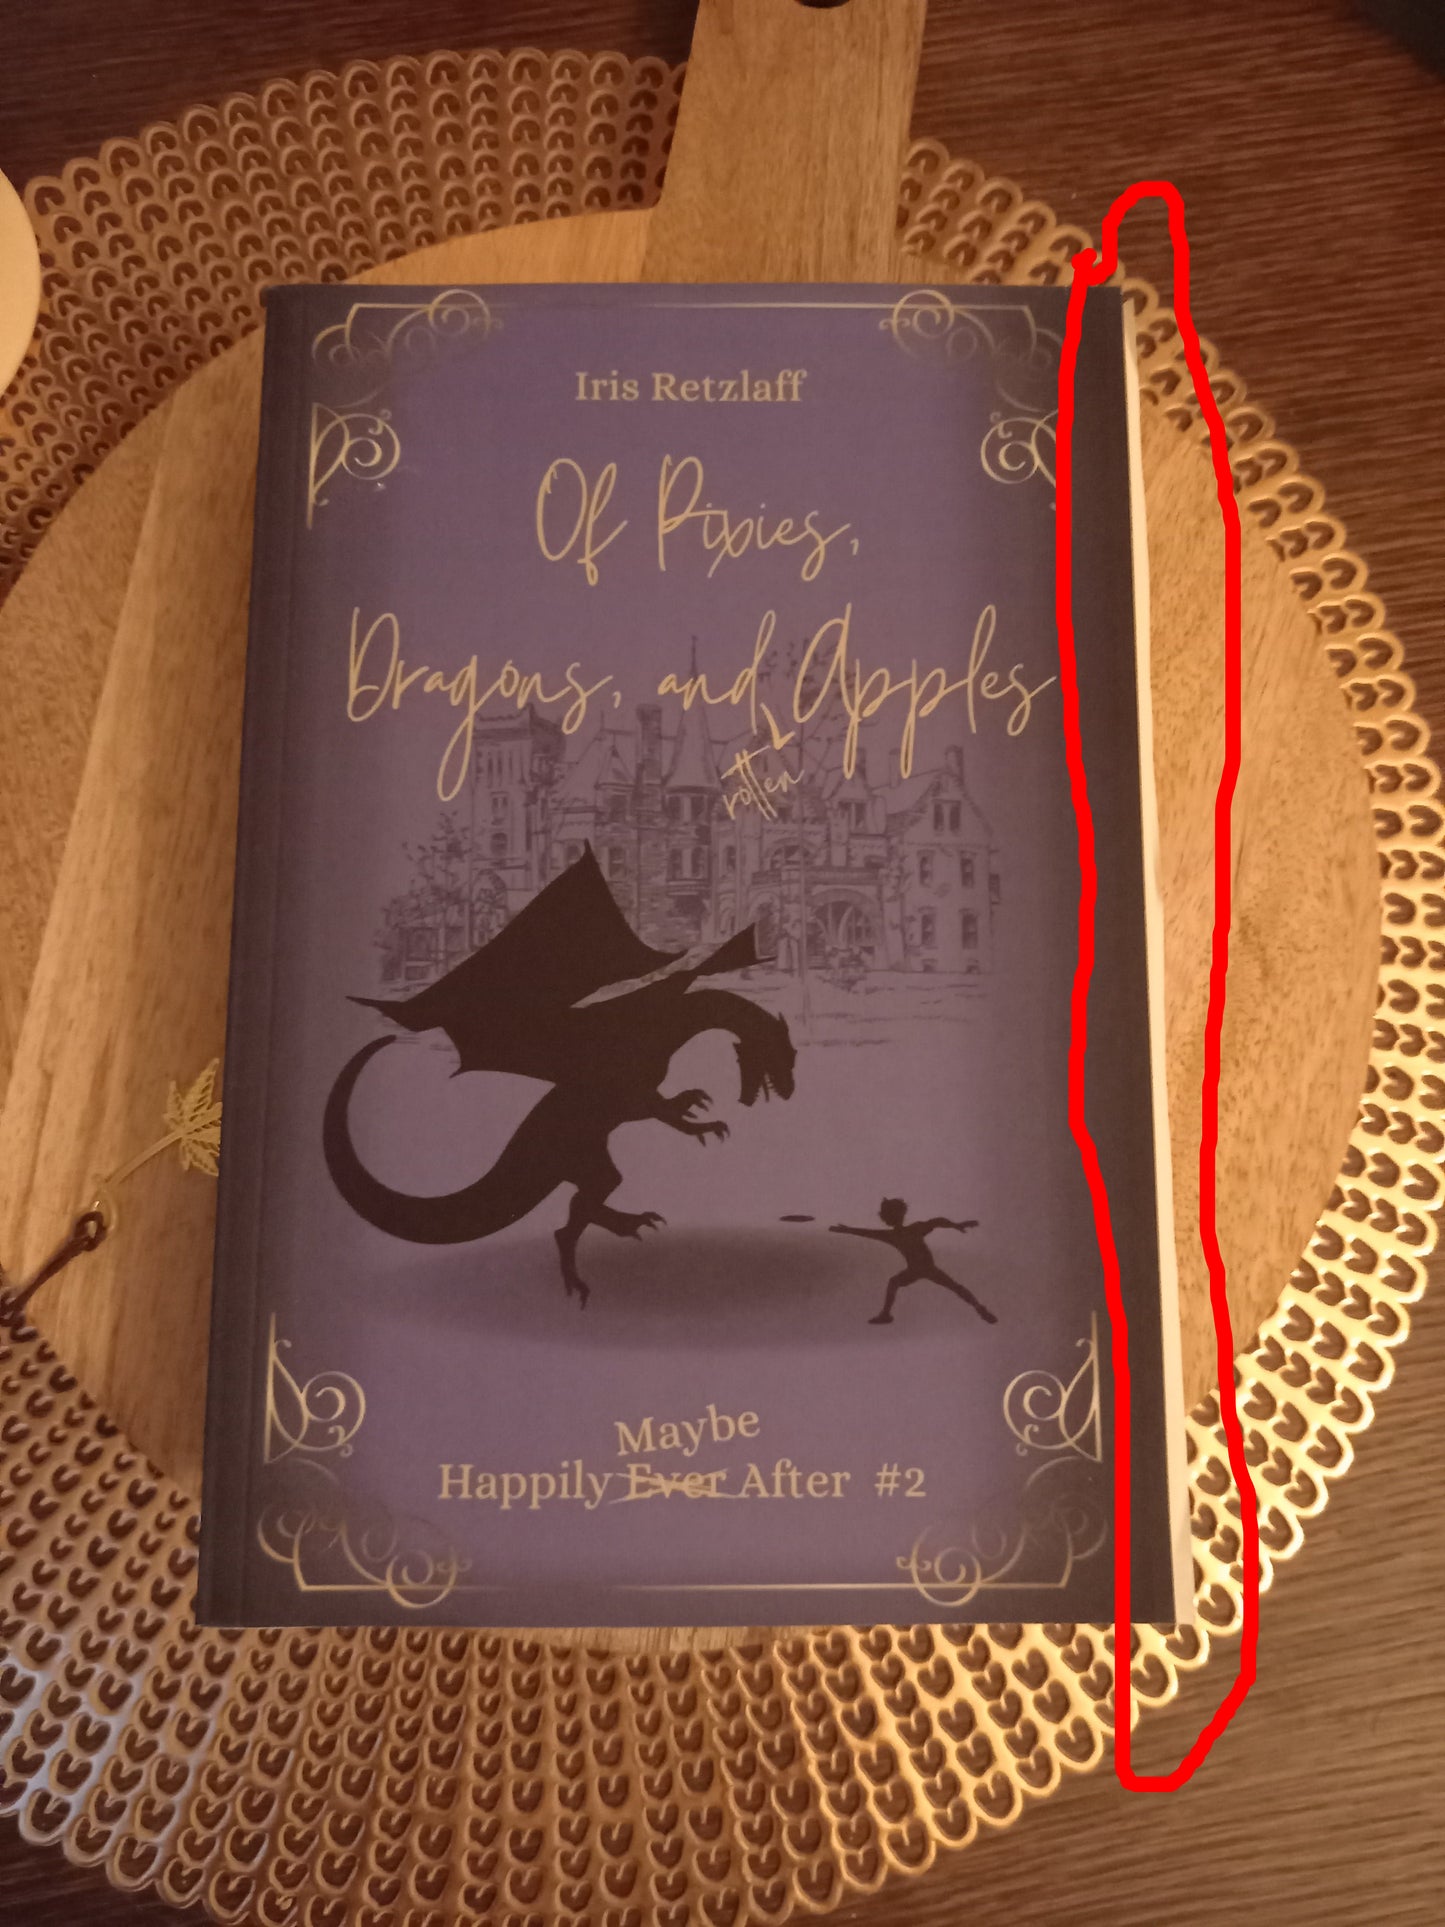 Iris Retzlaff
Of Pixies,
Dragons, and Apples
rotten
Maybe
Happily Ever After #2